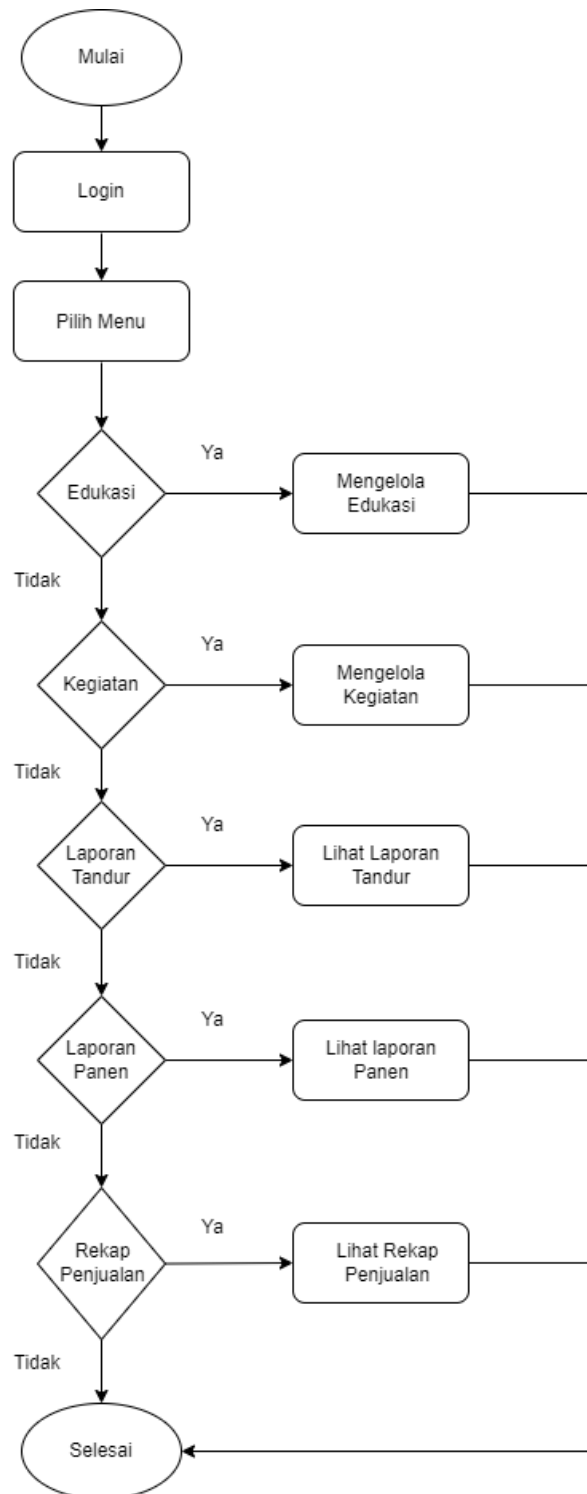 Mulai
Login
Pilih Menu
Edukasi
Ya
Mengelola
Edukasi
Tidak
Kegiatan
Ya
Mengelola
Kegiatan
Tidak
Laporan
Tandur
Ya
Lihat Laporan
Tandur
Tidak
Laporan
Panen
Ya
Lihat laporan
Panen
Tidak
Rekap
Penjualan
Ya
Lihat Rekap
Penjualan
Tidak
Selesai